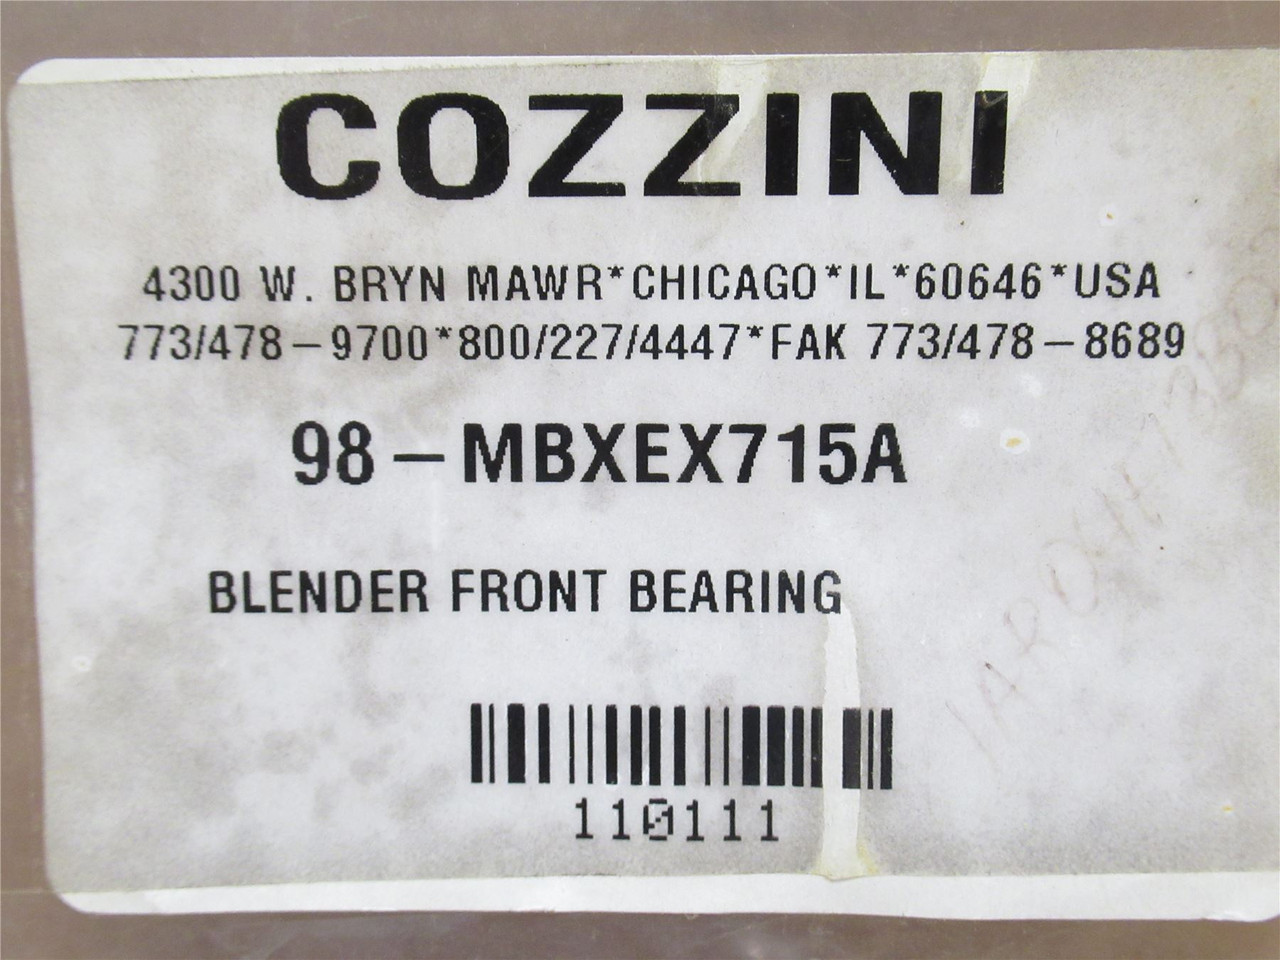 COZZINI
4300 W. BRYN MAWR*CHICAGO*IL*60646*USA
773/478-9700*800/227/4447*FAK 773/478-8689
98-MBXEX715A
BLENDER FRONT BEARING
110111